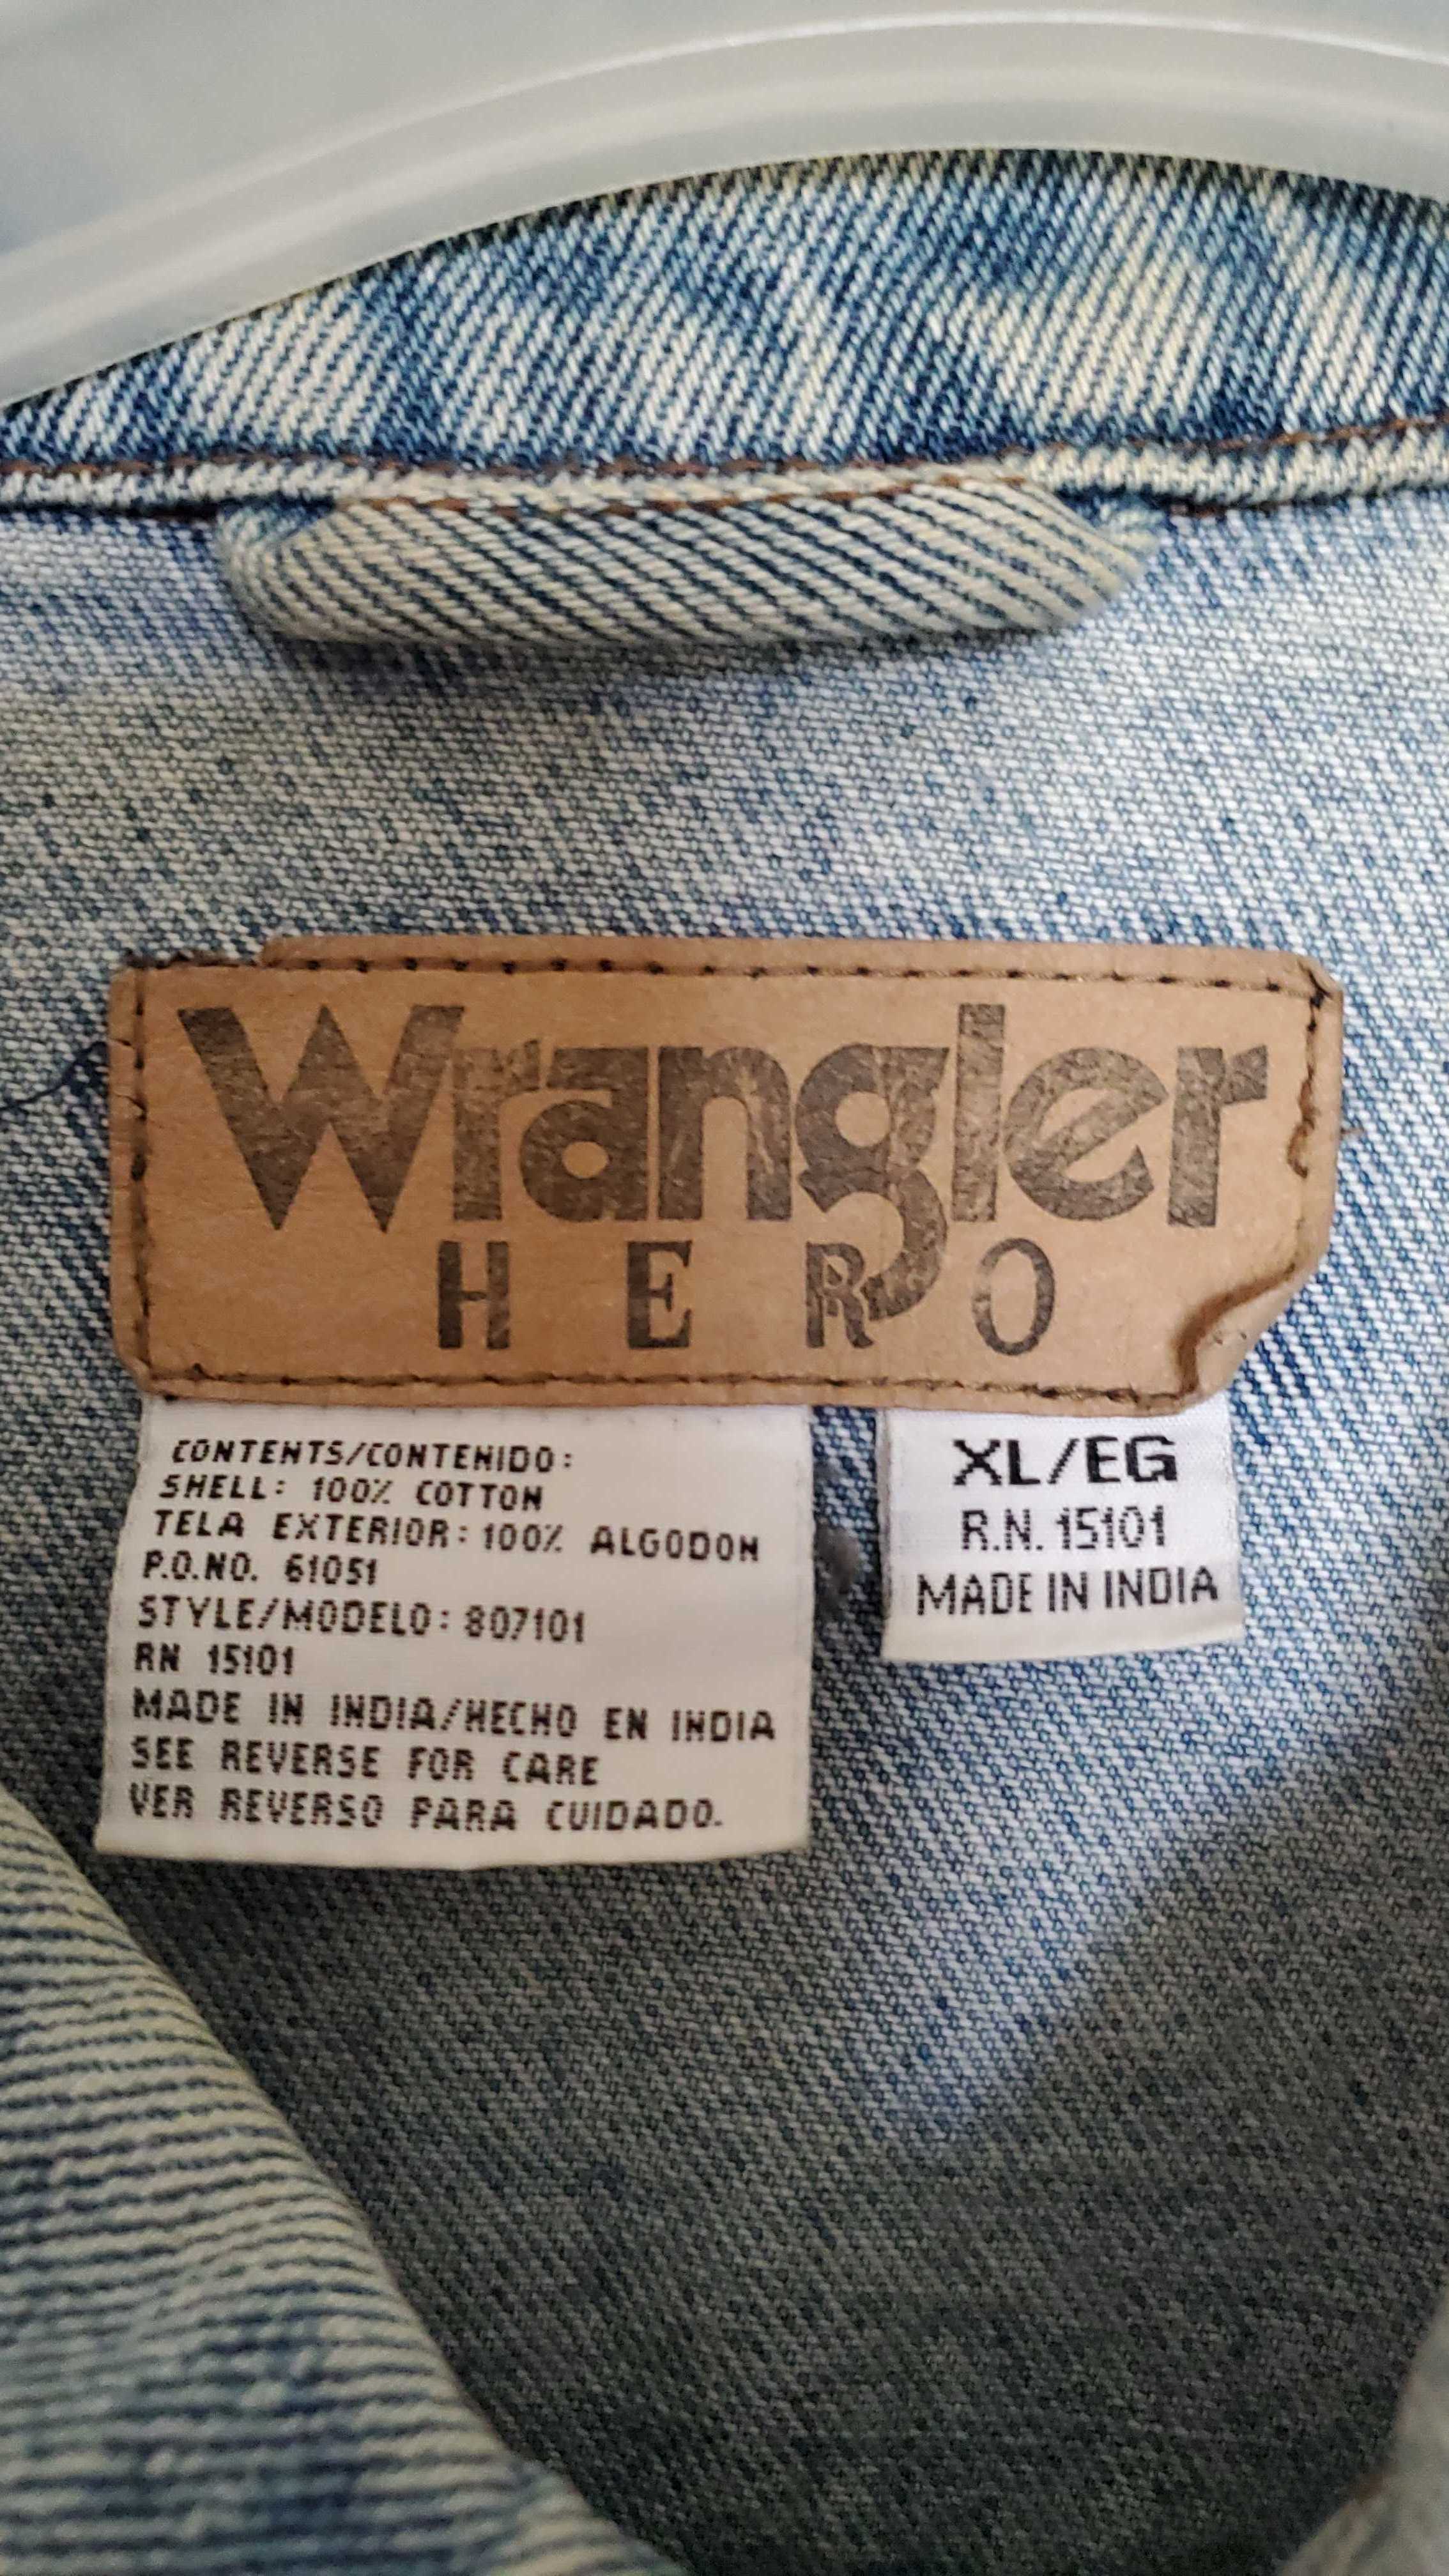 Wrangler
HERO
CONTENTS/CONTENIDO:
SHELL: 100% COTTON
TELA EXTERIOR: 100% ALGODON
P.O.NO. 61051
STYLE/MODELO: 807101
RN 15101
MADE IN INDIA/HECHO EN INDIA
SEE REVERSE FOR CARE
VER REVERSO PARA CUIDADO.
XL/EG
R.N. 15101
MADE IN INDIA